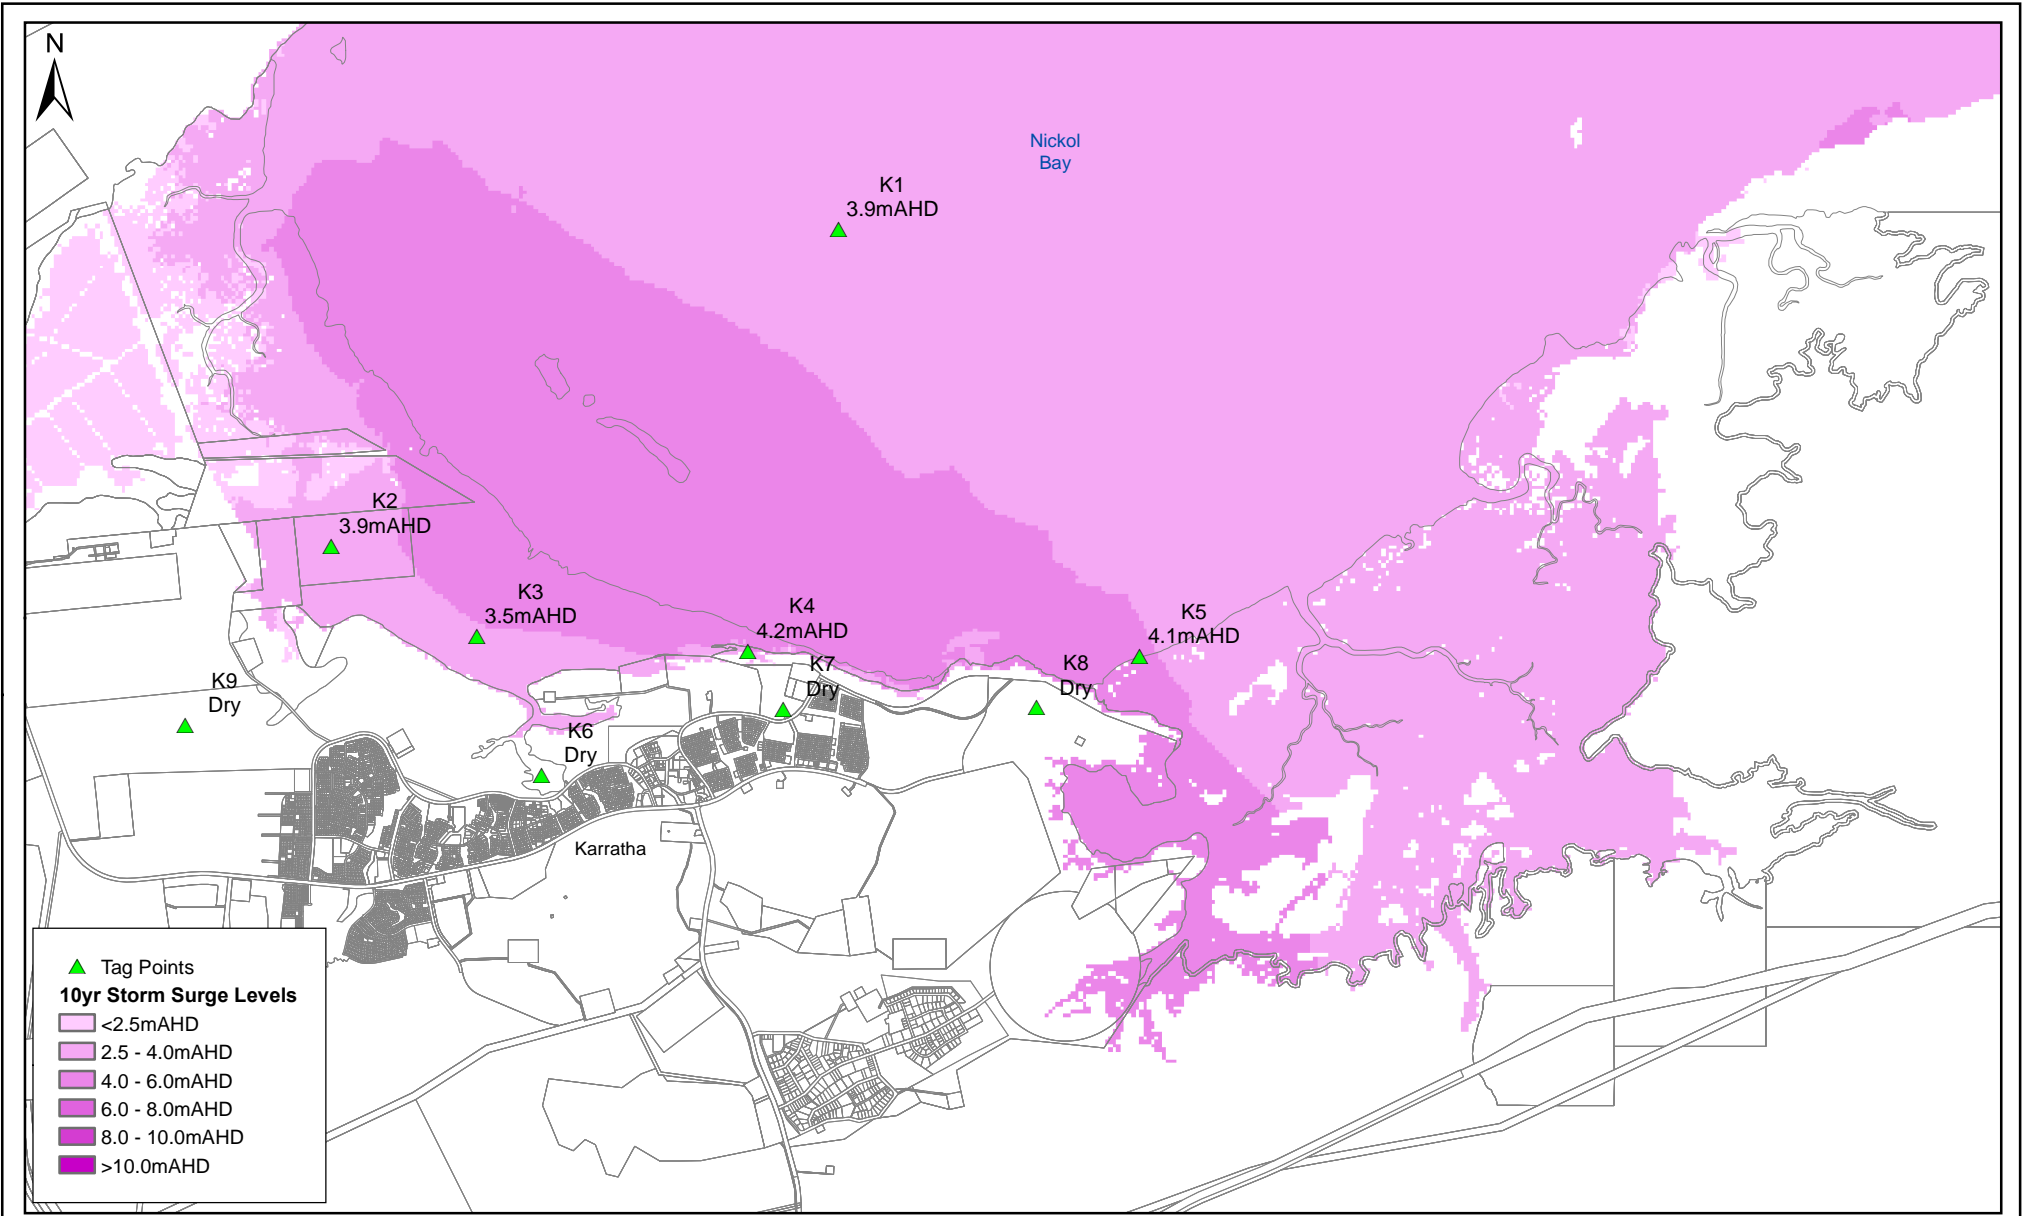 N
Nickol
Bay
K1
3.9mAHD
K2
3.9mAHD
K3
3.5mAHD
K4
4.2mAHD
K5
4.1mAHD
K7
Dry
K8
Dry
K9
Dry
K6
Dry
Karratha
Tag Points
10yr Storm Surge Levels
<2.5mAHD
2.5 - 4.0mAHD
4.0 - 6.0mAHD
6.0 - 8.0mAHD
8.0 - 10.0mAHD
>10.0mAHD